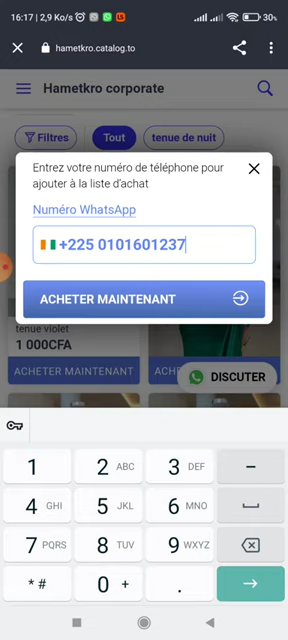 16:17 | 2,9 Ko/s
30%
hametkro.catalog.to
Hametkro corporate
Filtres
Tout
tenue de nuit
Entrez votre numéro de téléphone pour
ajouter à la liste d'achat
Numéro WhatsApp
+225 0101601237
ACHETER MAINTENANT
tenue violet
1 000CFA
ACHETER MAINTENANT
DISCUTER
1
2 ABC
3 DEF
-
4 GHI
5 JKL
6 MNO
7 PQRS
8 TUV
9 WXYZ
* #
0 +
.